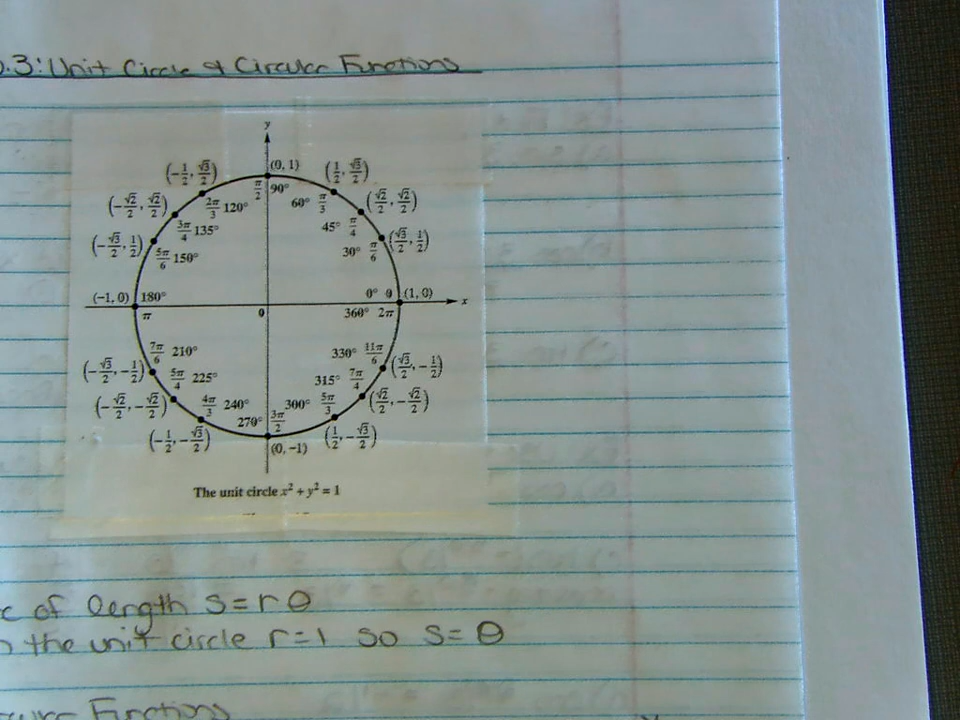 .3: Unit Circle & Circular Functions
y
(-1/2, √3/2) (0, 1) (1/2, √3/2)
π/2 90°
(-√2/2, √2/2) 2π/3 120° 60° π/3 (√2/2, √2/2)
3π/4 135° 45° π/4
(-√3/2, 1/2) 5π/6 150° 30° π/6 (√3/2, 1/2)
(-1, 0) 180° 0° 0 (1, 0) x
π 0 360° 2π
7π/6 210° 330° 11π/6
(-√3/2, -1/2) 5π/4 225° 315° 7π/4 (√3/2, -1/2)
(-√2/2, -√2/2) 4π/3 240° 300° 5π/3 (√2/2, -√2/2)
270° 3π/2
(-1/2, -√3/2) (0, -1) (1/2, -√3/2)
The unit circle x² + y² = 1
of length s = rθ
the unit circle r = 1 so s = θ
Functions